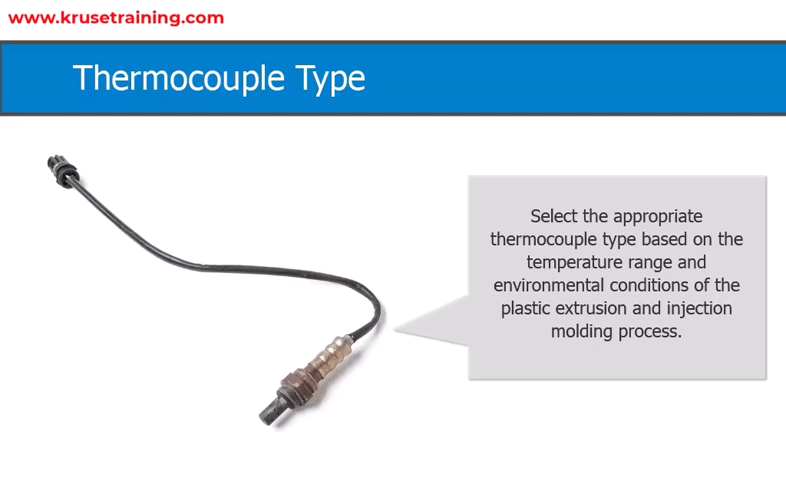 www.krusetraining.com
Thermocouple Type
Select the appropriate
thermocouple type based on the
temperature range and
environmental conditions of the
plastic extrusion and injection
molding process.